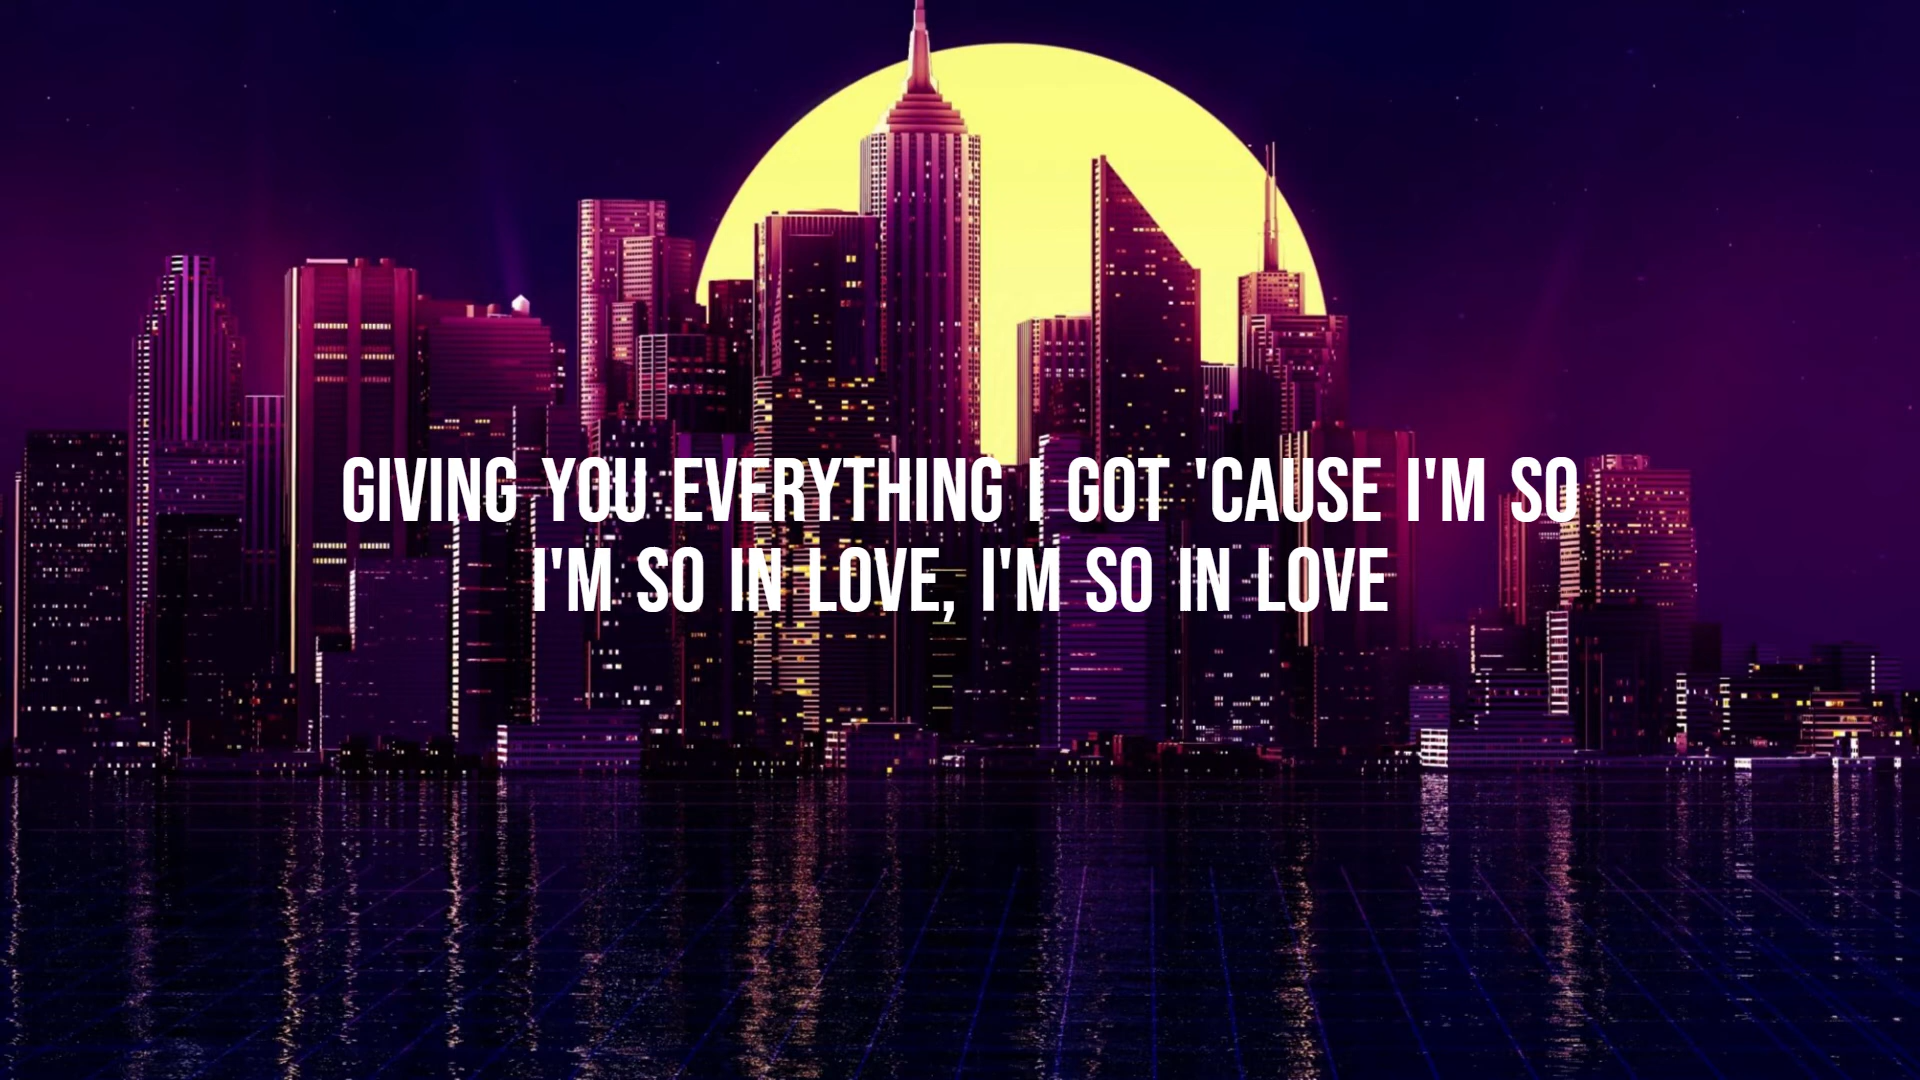 GIVING YOU EVERYTHING I GOT 'CAUSE I'M SO
I'M SO IN LOVE, I'M SO IN LOVE